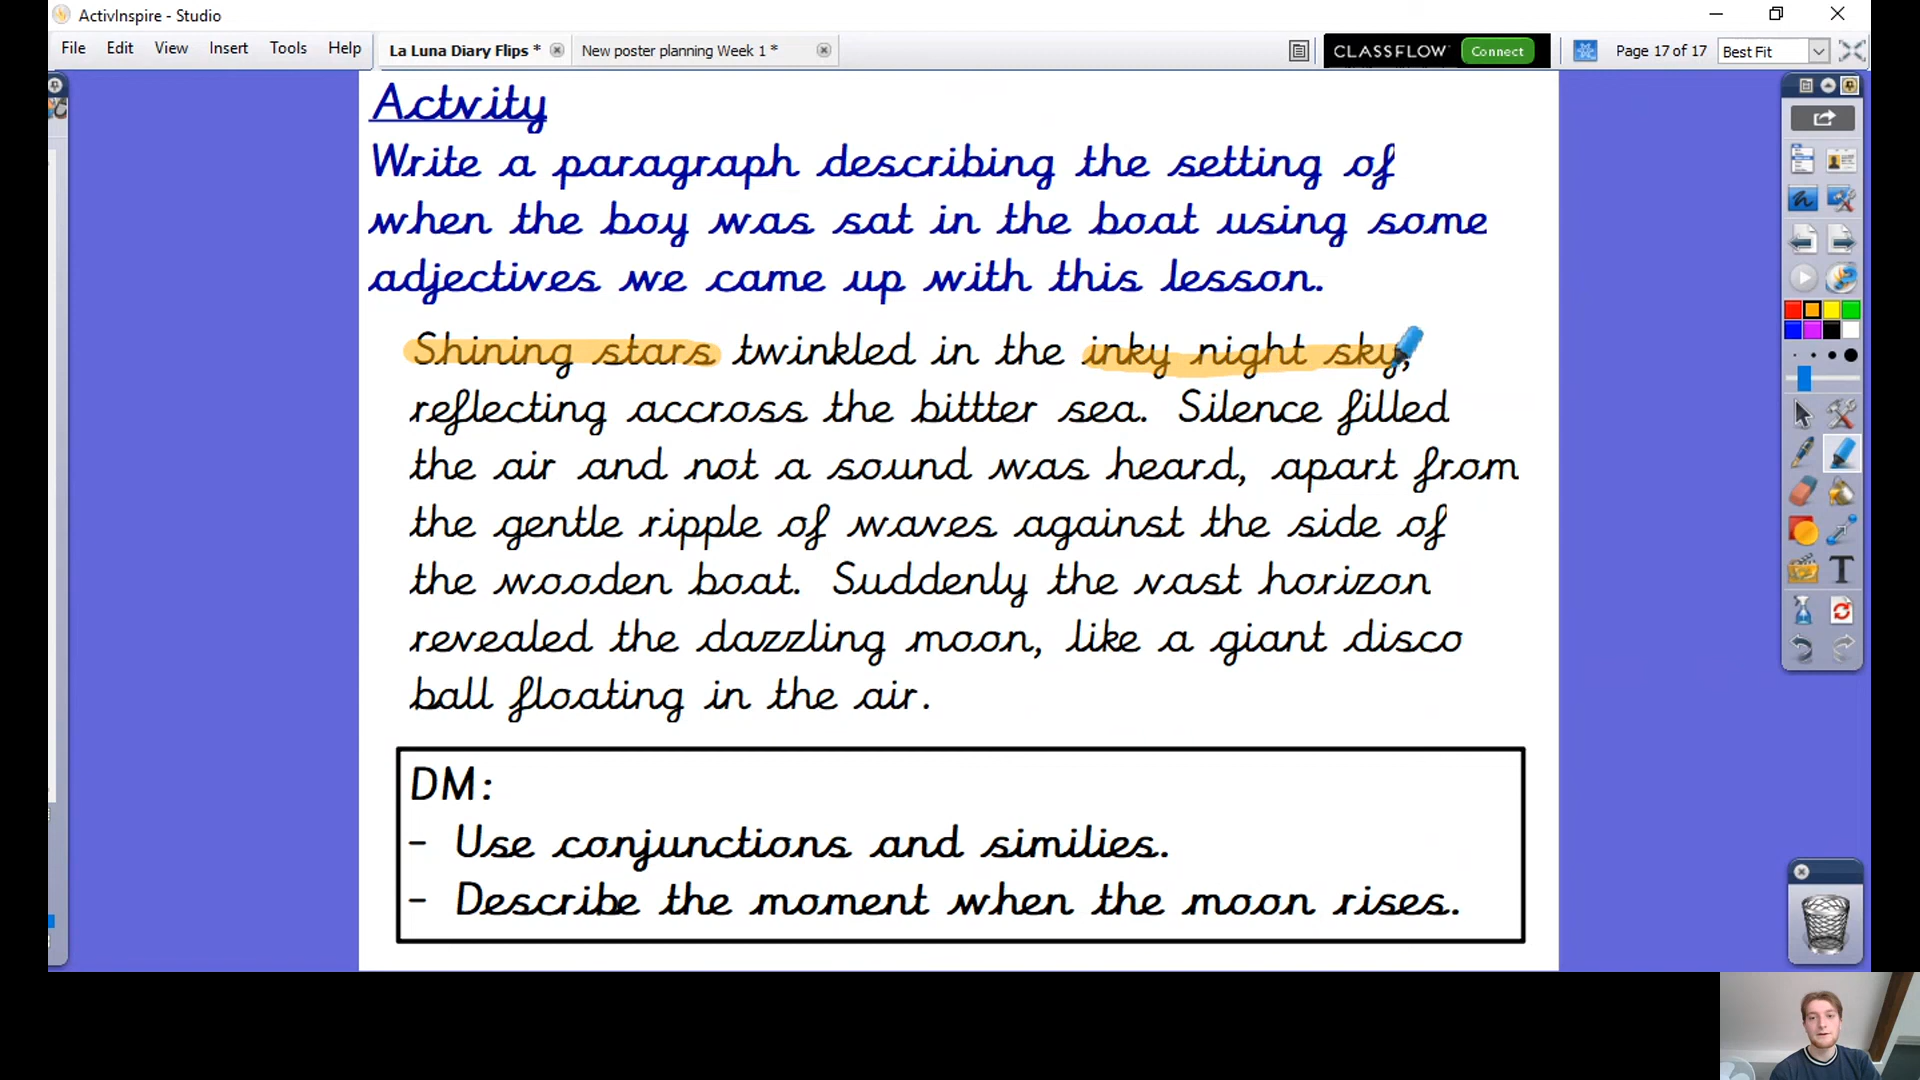 ActivInspire - Studio
File Edit View Insert Tools Help
La Luna Diary Flips *
New poster planning Week 1 *
CLASSFLOW Connect
Page 17 of 17
Best Fit
Actvity
Write a paragraph describing the setting of
when the boy was sat in the boat using some
adjectives we came up with this lesson.
Shining stars twinkled in the inky night sky,
reflecting accross the bittter sea. Silence filled
the air and not a sound was heard, apart from
the gentle ripple of waves against the side of
the wooden boat. Suddenly the vast horizon
revealed the dazzling moon, like a giant disco
ball floating in the air.
DM:
- Use conjunctions and similies.
- Describe the moment when the moon rises.